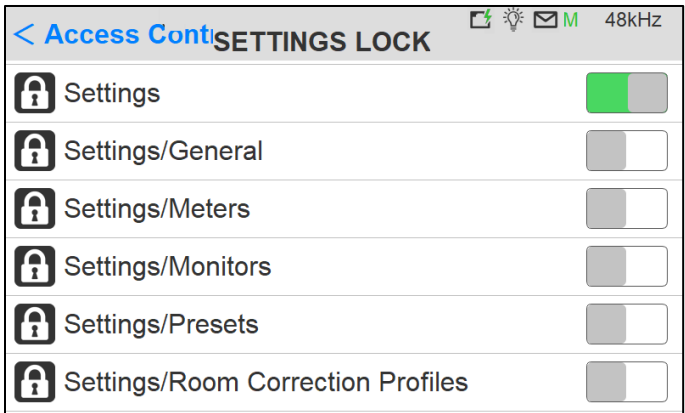 < Access Cont SETTINGS LOCK M 48kHz
Settings
Settings/General
Settings/Meters
Settings/Monitors
Settings/Presets
Settings/Room Correction Profiles